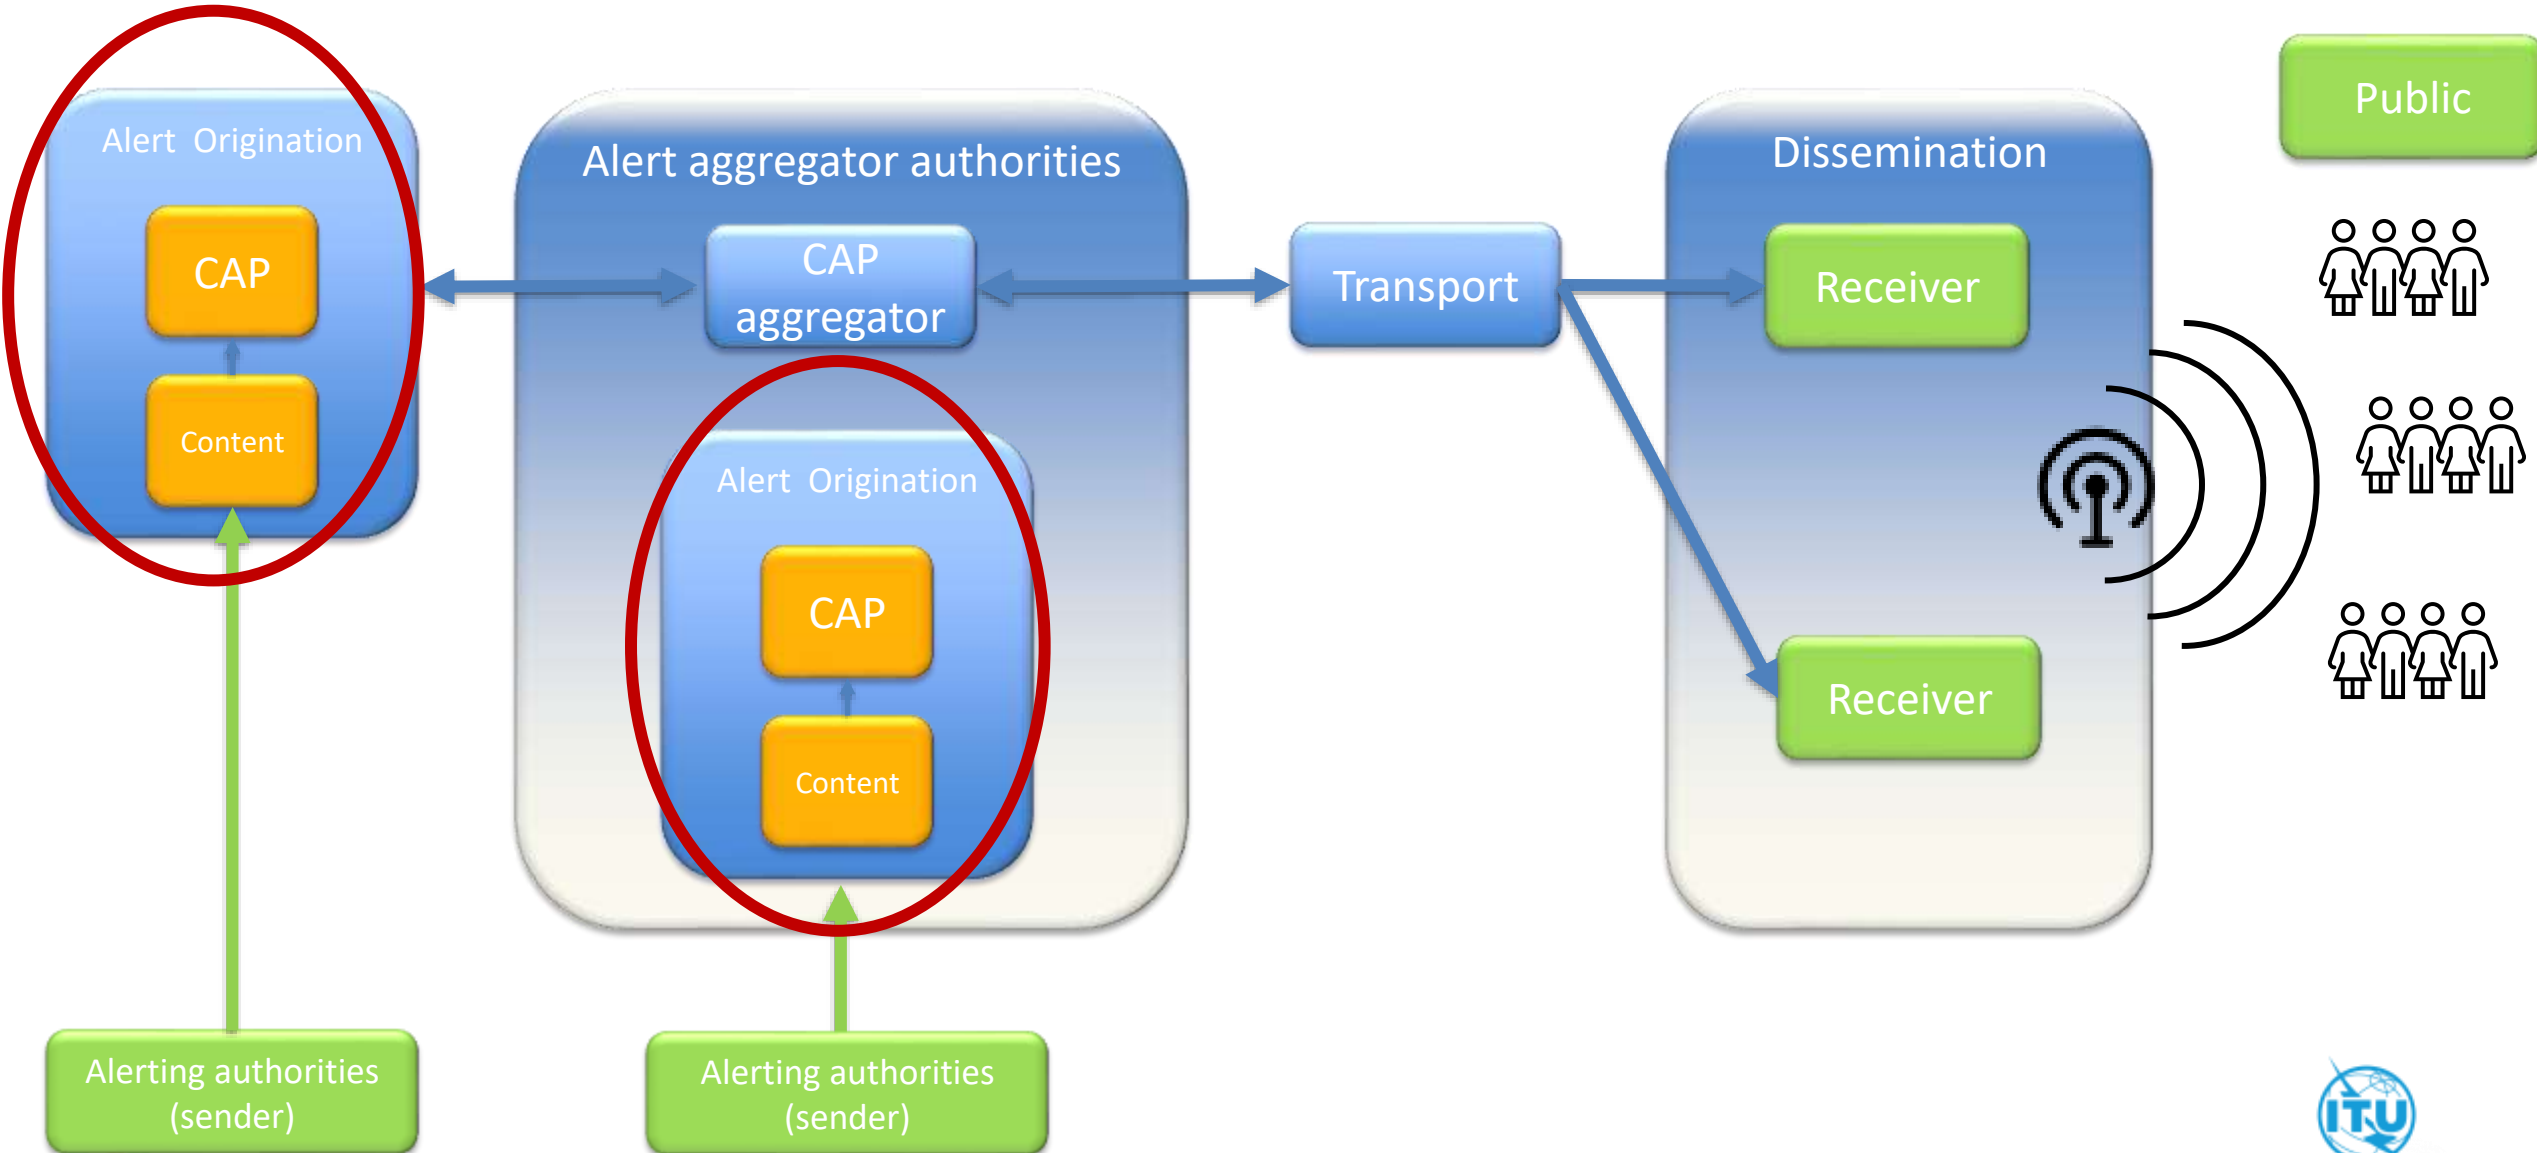 Alert Origination
CAP
Content
Alerting authorities
(sender)
Alert aggregator authorities
CAP
aggregator
Alert Origination
CAP
Content
Alerting authorities
(sender)
Transport
Dissemination
Receiver
Receiver
Public
ITU